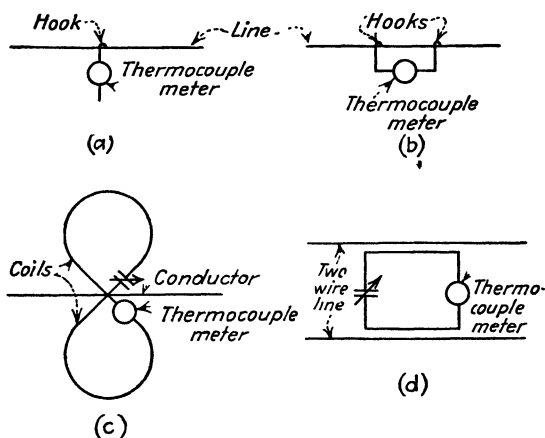 Hook
Line
Hooks
Thermocouple
meter
(a)
Thermocouple
meter
(b)
Coils
Conductor
Thermocouple
meter
(c)
Two
wire
line
Thermo-
couple
meter
(d)